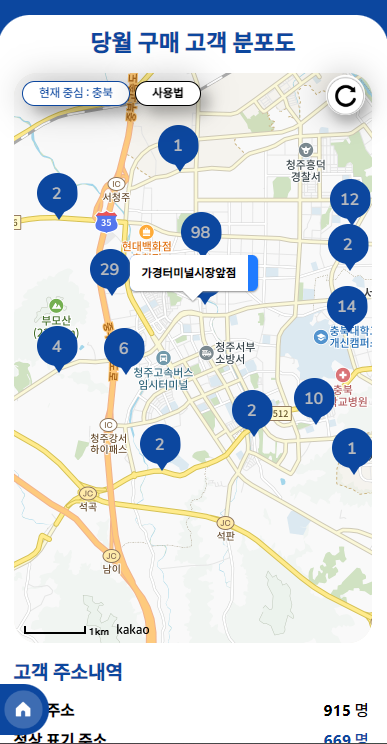 당월 구매 고객 분포도
현재 중심 : 충북
사용법
1
청주흥덕
경찰서
IC
서청주
2
12
35
98
현대백화점
2
29
가경터미널시장앞점
14
부모산
충북대학
개신캠퍼
4
6
청주서부
소방서
청주고속버스
임시터미널
충북
교병원
10
2
512
IC
청주강서
하이패스
2
1
JC
석곡
JC
석판
JC
남이
1km
kakao
고객 주소내역
주소
915 명
정상 표기 주소
669 명